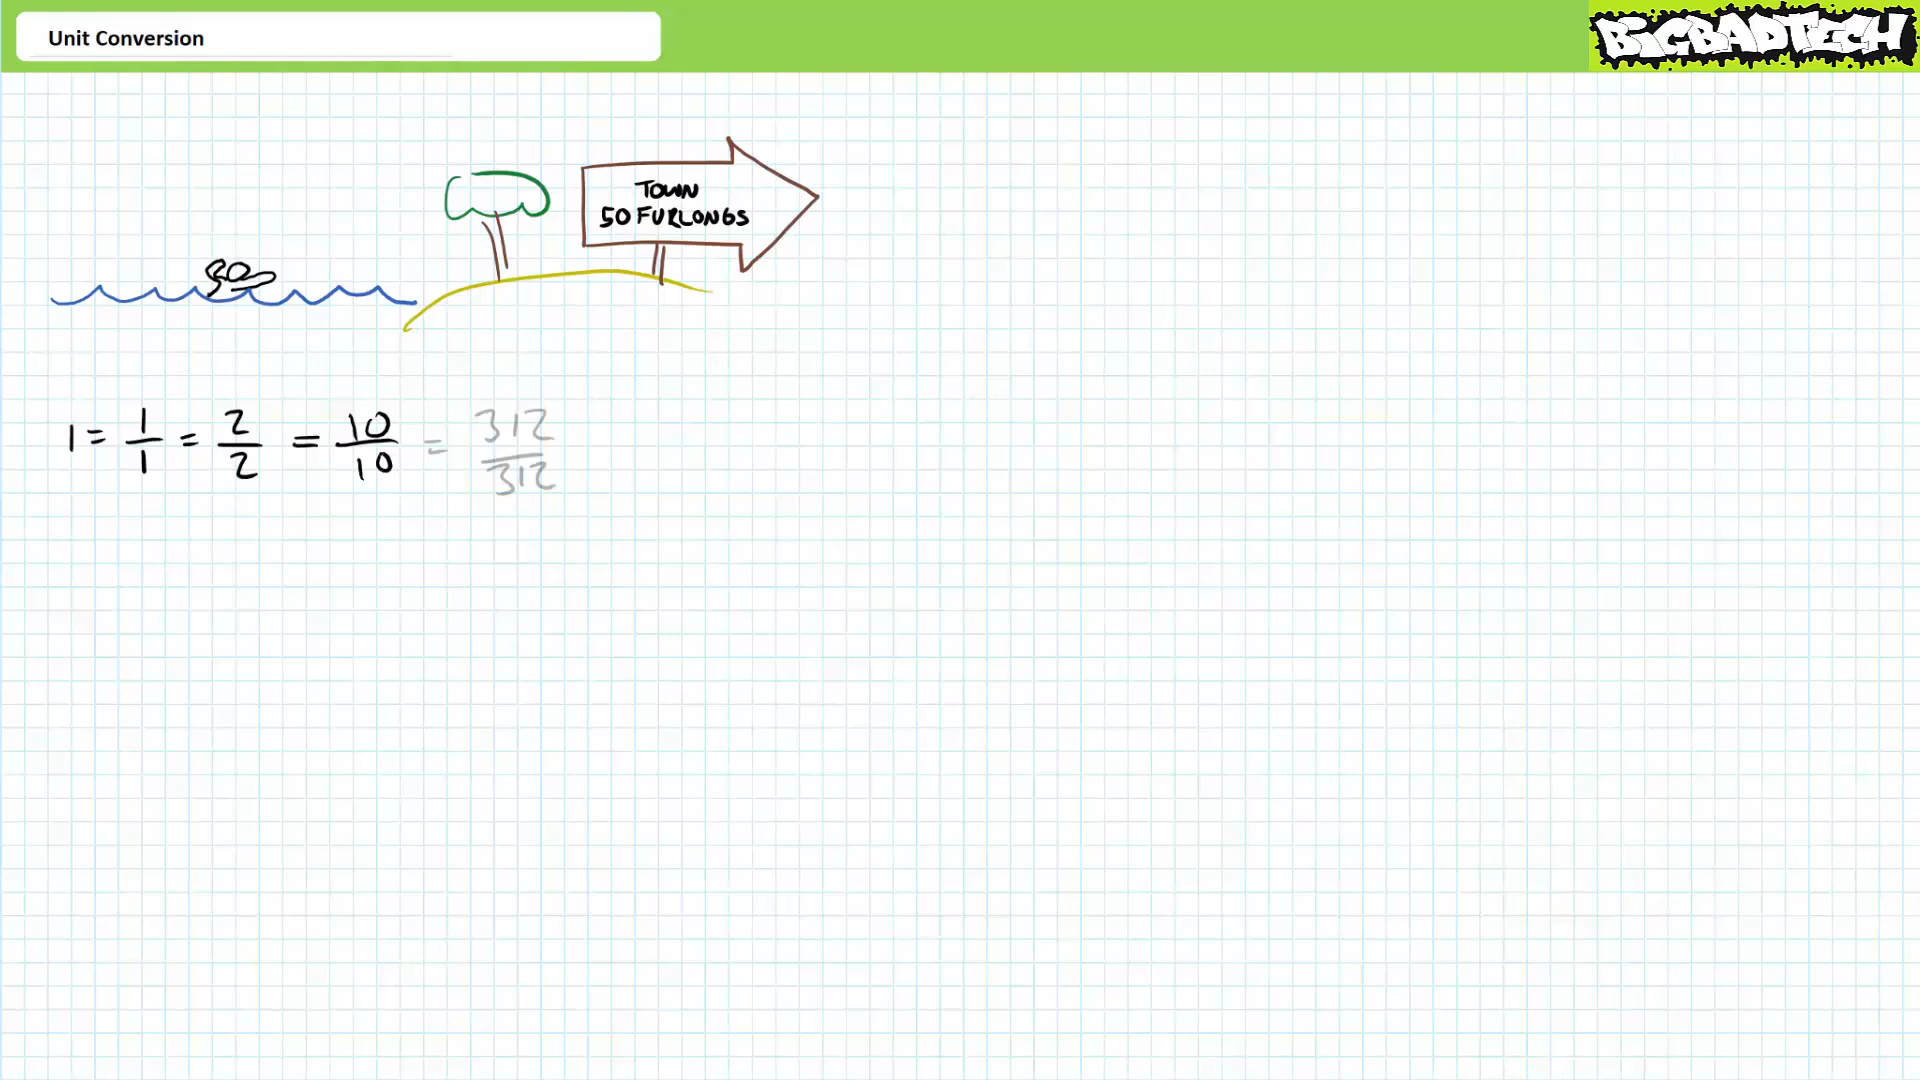 Unit Conversion
BIGBADTECH
TOWN
50 FURLONGS
1 = 1/1 = 2/2 = 10/10 = 312/312